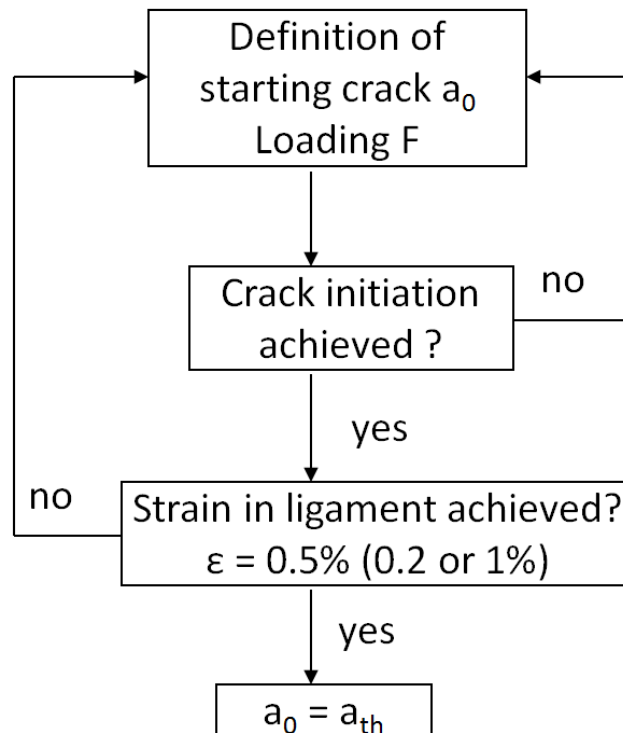 Definition of
starting crack a₀
Loading F
Crack initiation
achieved ?
no
yes
no
Strain in ligament achieved?
ε = 0.5% (0.2 or 1%)
yes
a₀ = aₜₕ